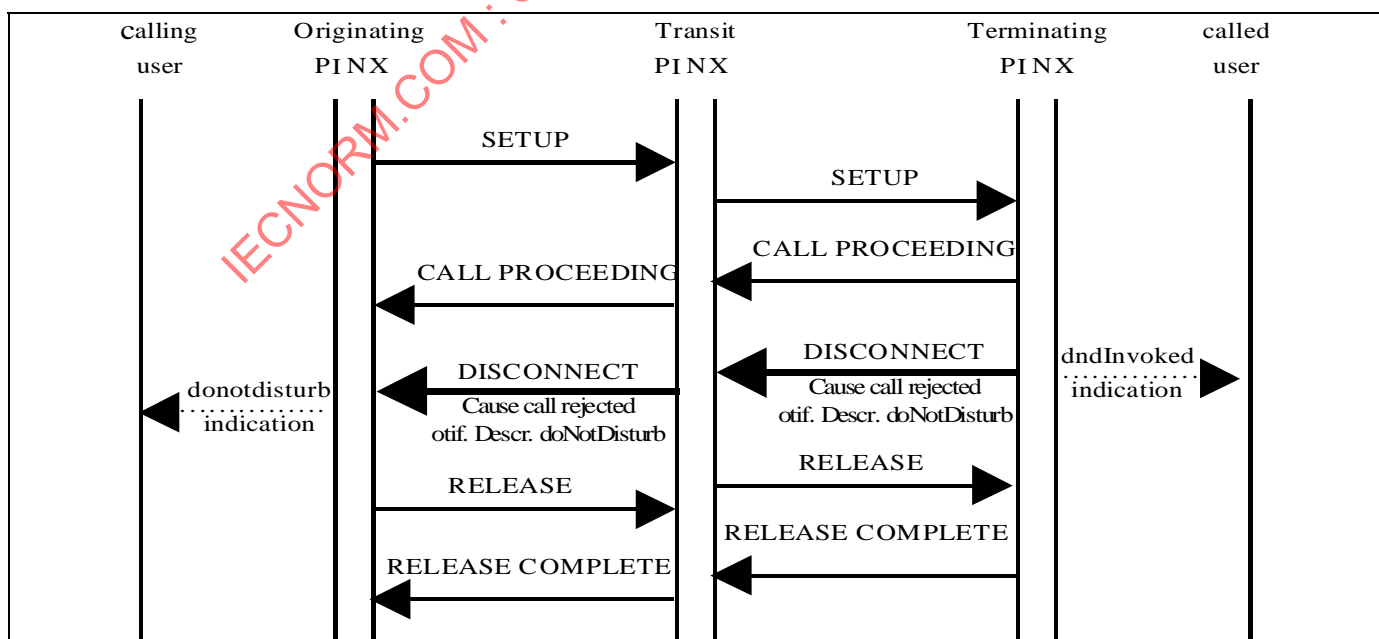 calling Originating Transit Terminating called
user PINX PINX PINX user
IECNORM.COM :
SETUP
SETUP
CALL PROCEEDING
CALL PROCEEDING
DISCONNECT
Cause call rejected
otif. Descr. doNotDisturb
dndInvoked
indication
DISCONNECT
Cause call rejected
otif. Descr. doNotDisturb
donotdisturb
indication
RELEASE
RELEASE
RELEASE COMPLETE
RELEASE COMPLETE